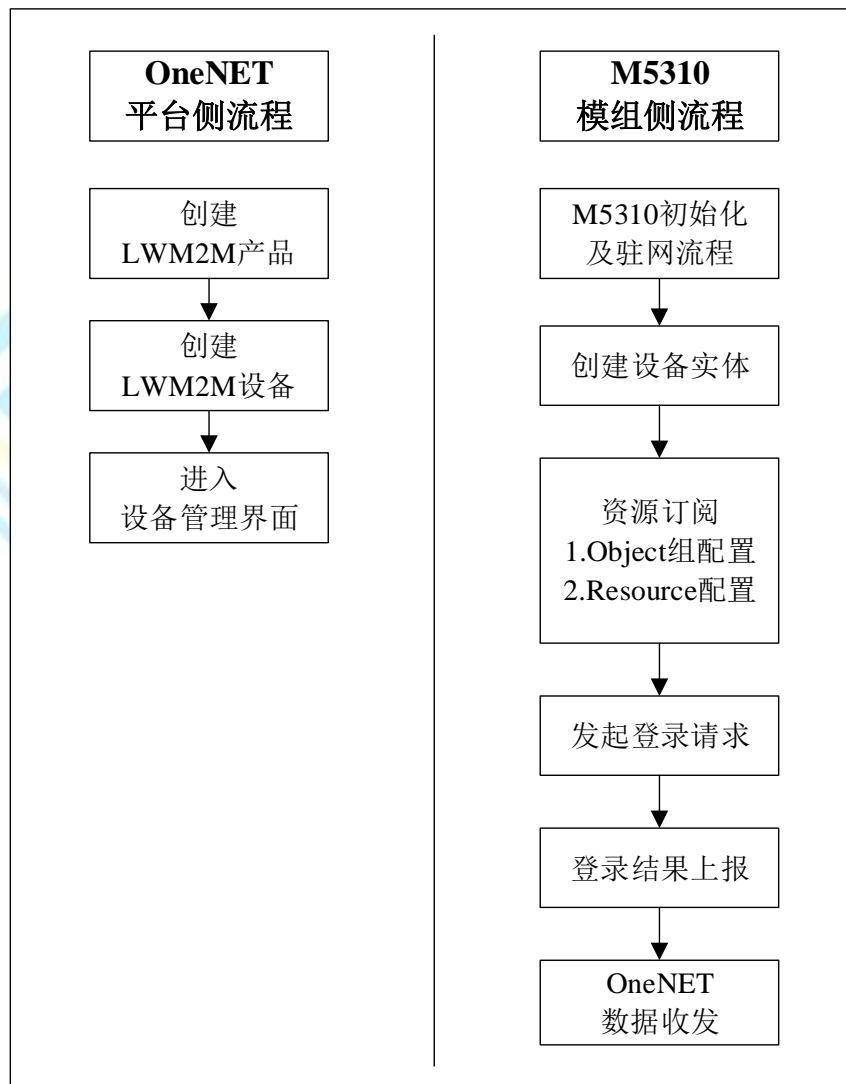 OneNET
平台侧流程
创建
LWM2M产品
创建
LWM2M设备
进入
设备管理界面
M5310
模组侧流程
M5310初始化
及驻网流程
创建设备实体
资源订阅
1.Object组配置
2.Resource配置
发起登录请求
登录结果上报
OneNET
数据收发